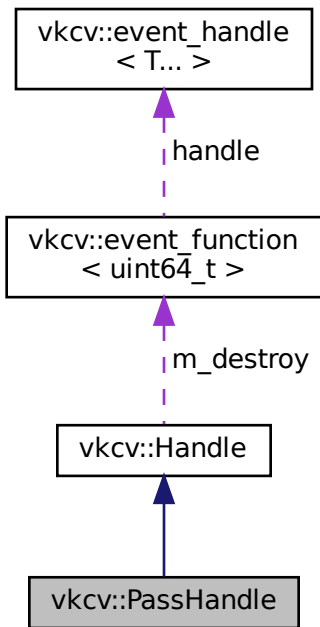 vkcv::event_handle
< T... >
handle
vkcv::event_function
< uint64_t >
m_destroy
vkcv::Handle
vkcv::PassHandle